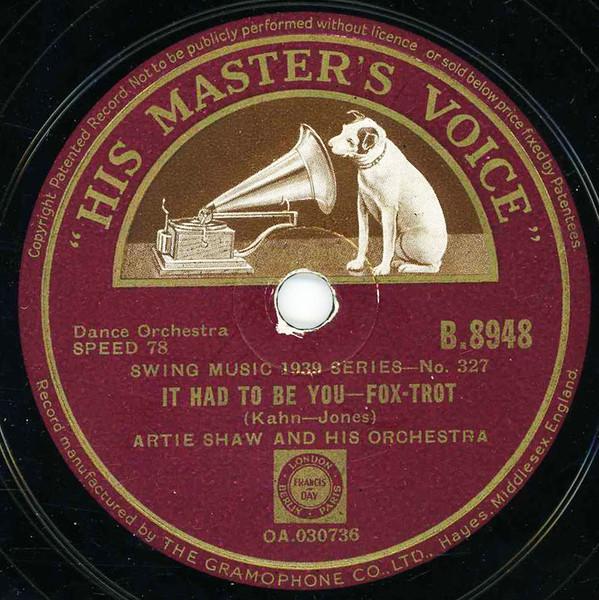 Copyright. Patented Record. Not to be publicly performed without licence or sold below price fixed by Patentees.
"HIS MASTER'S VOICE"
Dance Orchestra
SPEED 78
B.8948
SWING MUSIC 1939 SERIES—No. 327
IT HAD TO BE YOU—FOX-TROT
(Kahn—Jones)
ARTIE SHAW AND HIS ORCHESTRA
LONDON
FRANCIS
DAY
BERLIN PARIS
OA.030736
Record manufactured by THE GRAMOPHONE CO., LTD., Hayes, Middlesex, England.